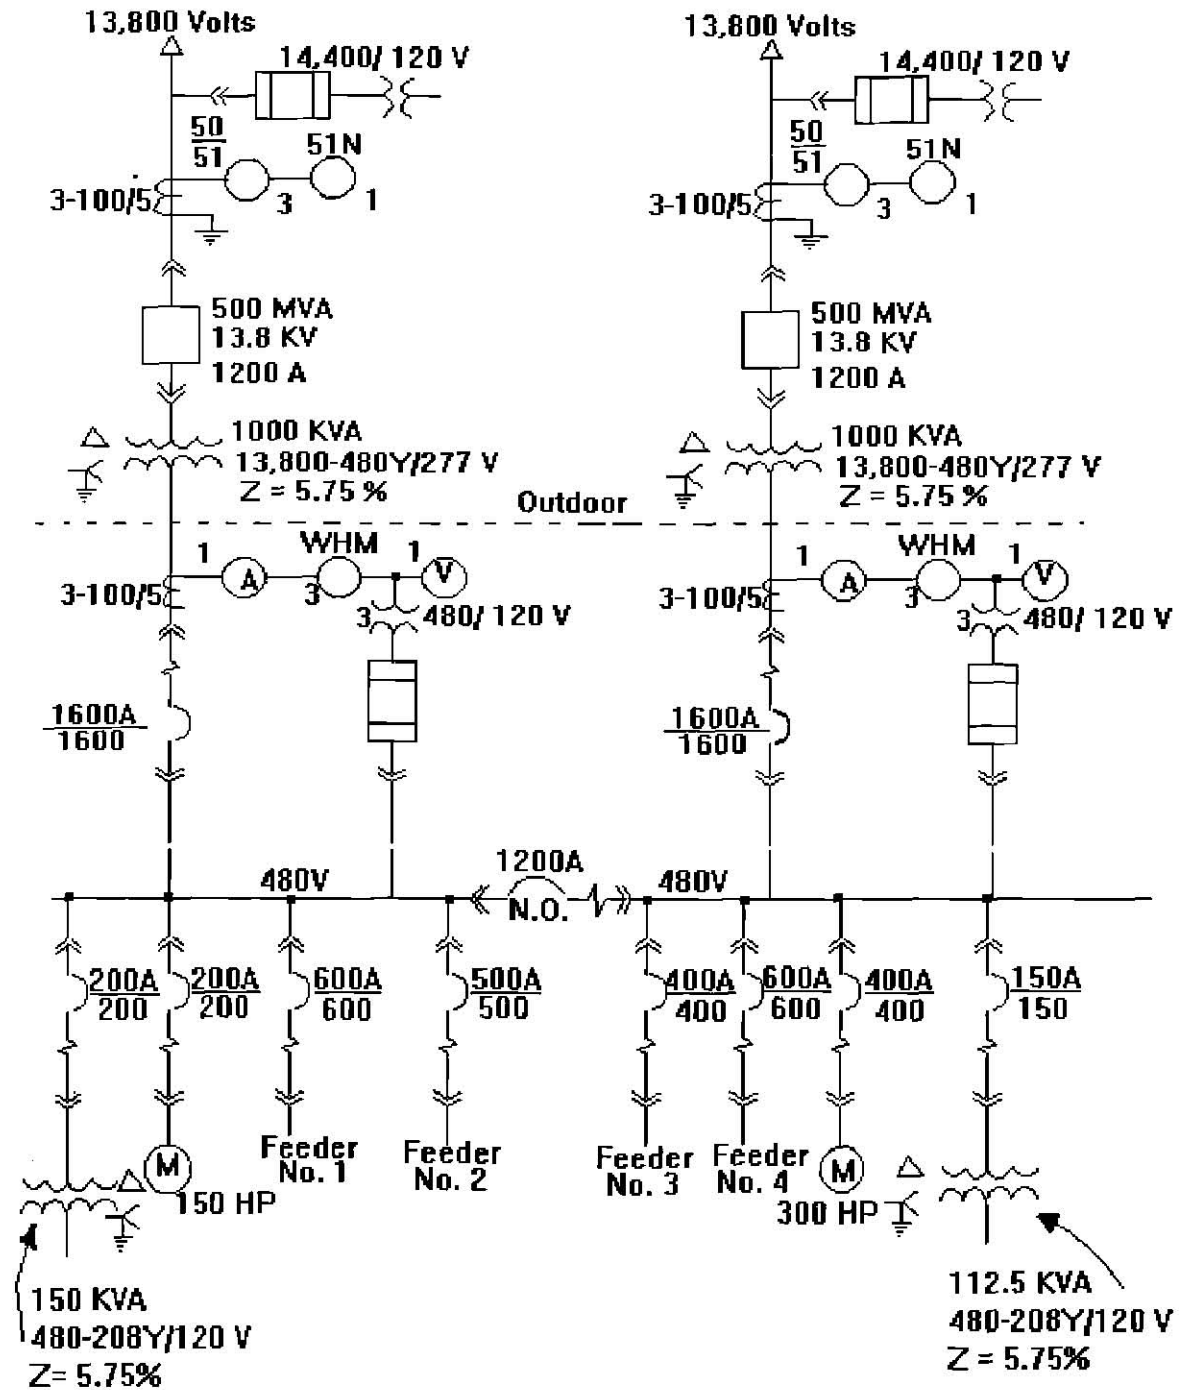 13,800 Volts
14,400/ 120 V
50
51
51N
3-100/5
3
1
500 MVA
13.8 KV
1200 A
1000 KVA
13,800-480Y/277 V
Z = 5.75 %
13,800 Volts
14,400/ 120 V
50
51
51N
3-100/5
3
1
500 MVA
13.8 KV
1200 A
1000 KVA
13,800-480Y/277 V
Z = 5.75 %
Outdoor
1
WHM
1
A
V
3-100/5
3
3
480/ 120 V
1600A
1600
1
WHM
1
A
V
3-100/5
3
3
480/ 120 V
1600A
1600
480V
1200A
N.O.
480V
200A
200
200A
200
600A
600
500A
500
400A
400
600A
600
400A
400
150A
150
M
150 HP
Feeder
No. 1
Feeder
No. 2
Feeder
No. 3
Feeder
No. 4
M
300 HP
150 KVA
480-208Y/120 V
Z= 5.75%
112.5 KVA
480-208Y/120 V
Z = 5.75%